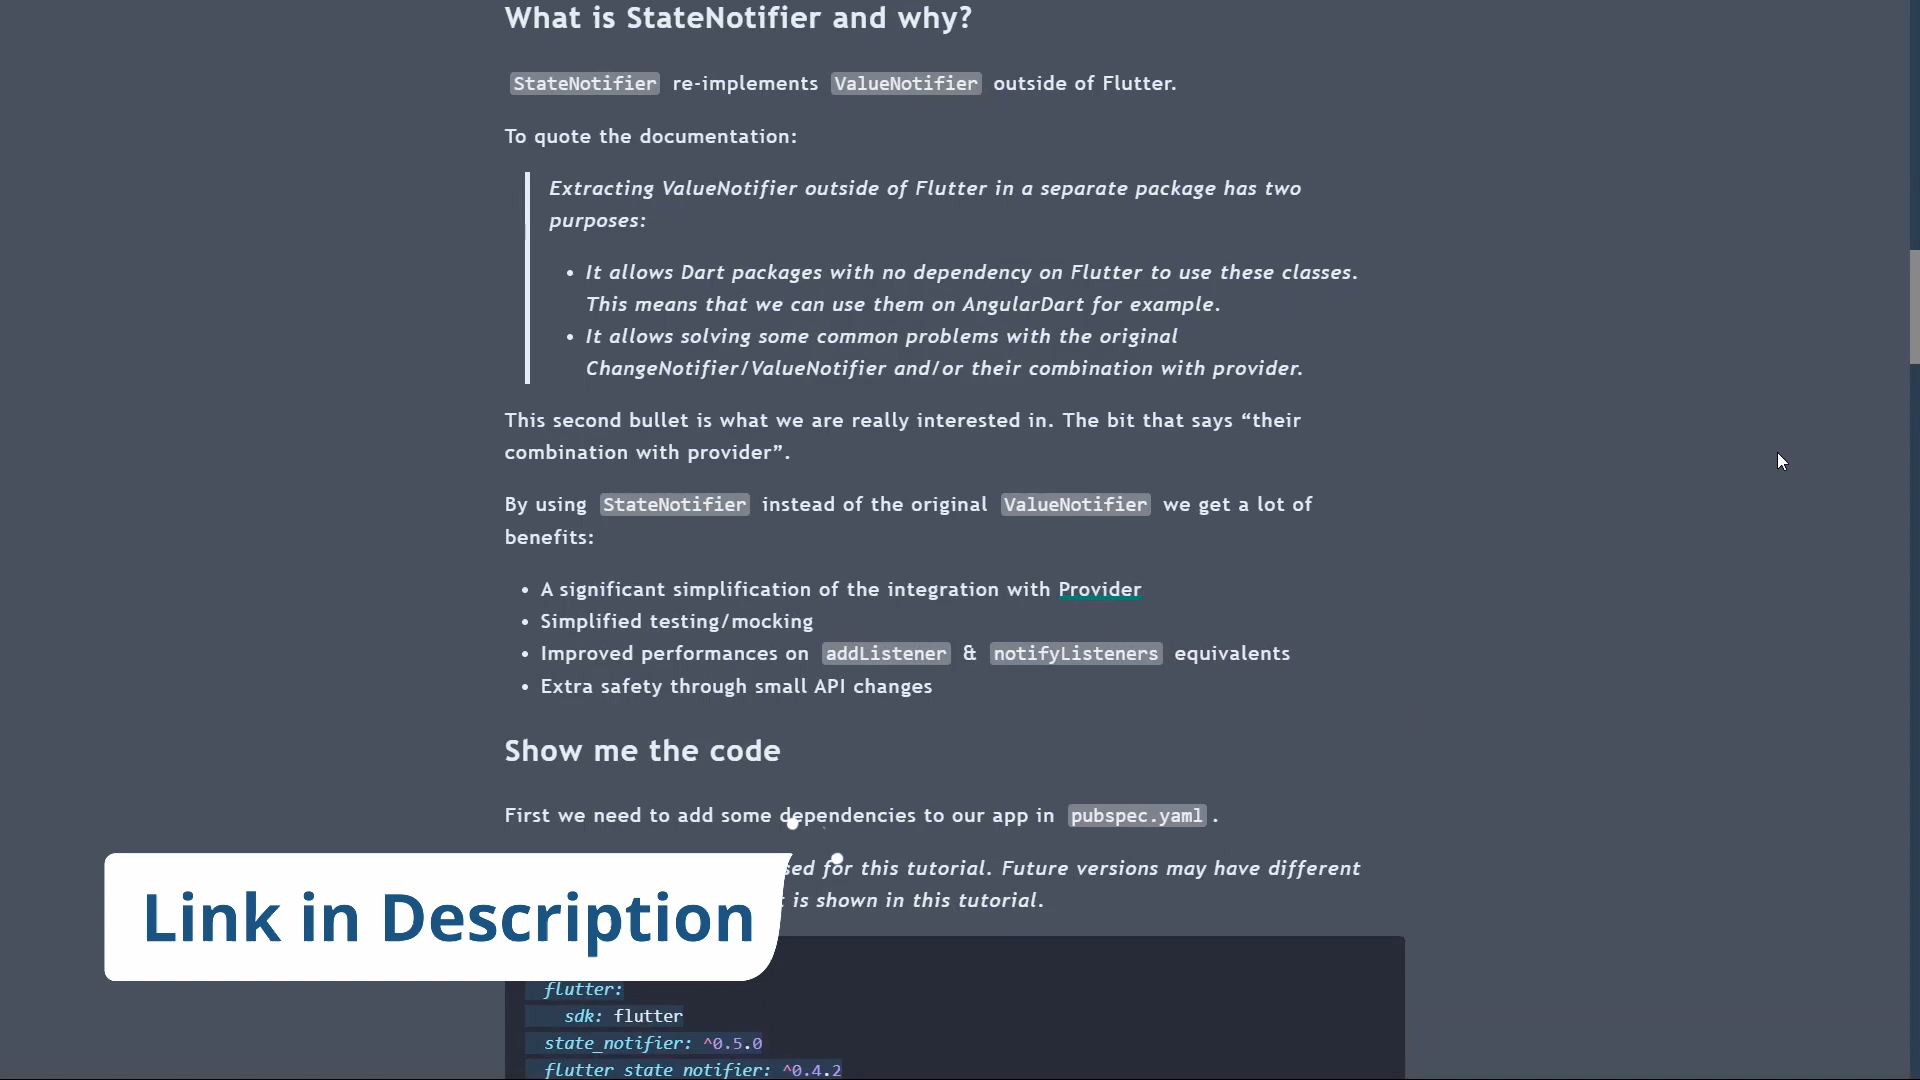 What is StateNotifier and why?
StateNotifier re-implements ValueNotifier outside of Flutter.
To quote the documentation:
Extracting ValueNotifier outside of Flutter in a separate package has two
purposes:
• It allows Dart packages with no dependency on Flutter to use these classes.
This means that we can use them on AngularDart for example.
• It allows solving some common problems with the original
ChangeNotifier/ValueNotifier and/or their combination with provider.
This second bullet is what we are really interested in. The bit that says “their
combination with provider”.
By using StateNotifier instead of the original ValueNotifier we get a lot of
benefits:
• A significant simplification of the integration with Provider
• Simplified testing/mocking
• Improved performances on addListener & notifyListeners equivalents
• Extra safety through small API changes
Show me the code
First we need to add some dependencies to our app in pubspec.yaml.
for this tutorial. Future versions may have different
is shown in this tutorial.
Link in Description
flutter:
sdk: flutter
state_notifier: ^0.5.0
flutter_state_notifier: ^0.4.2